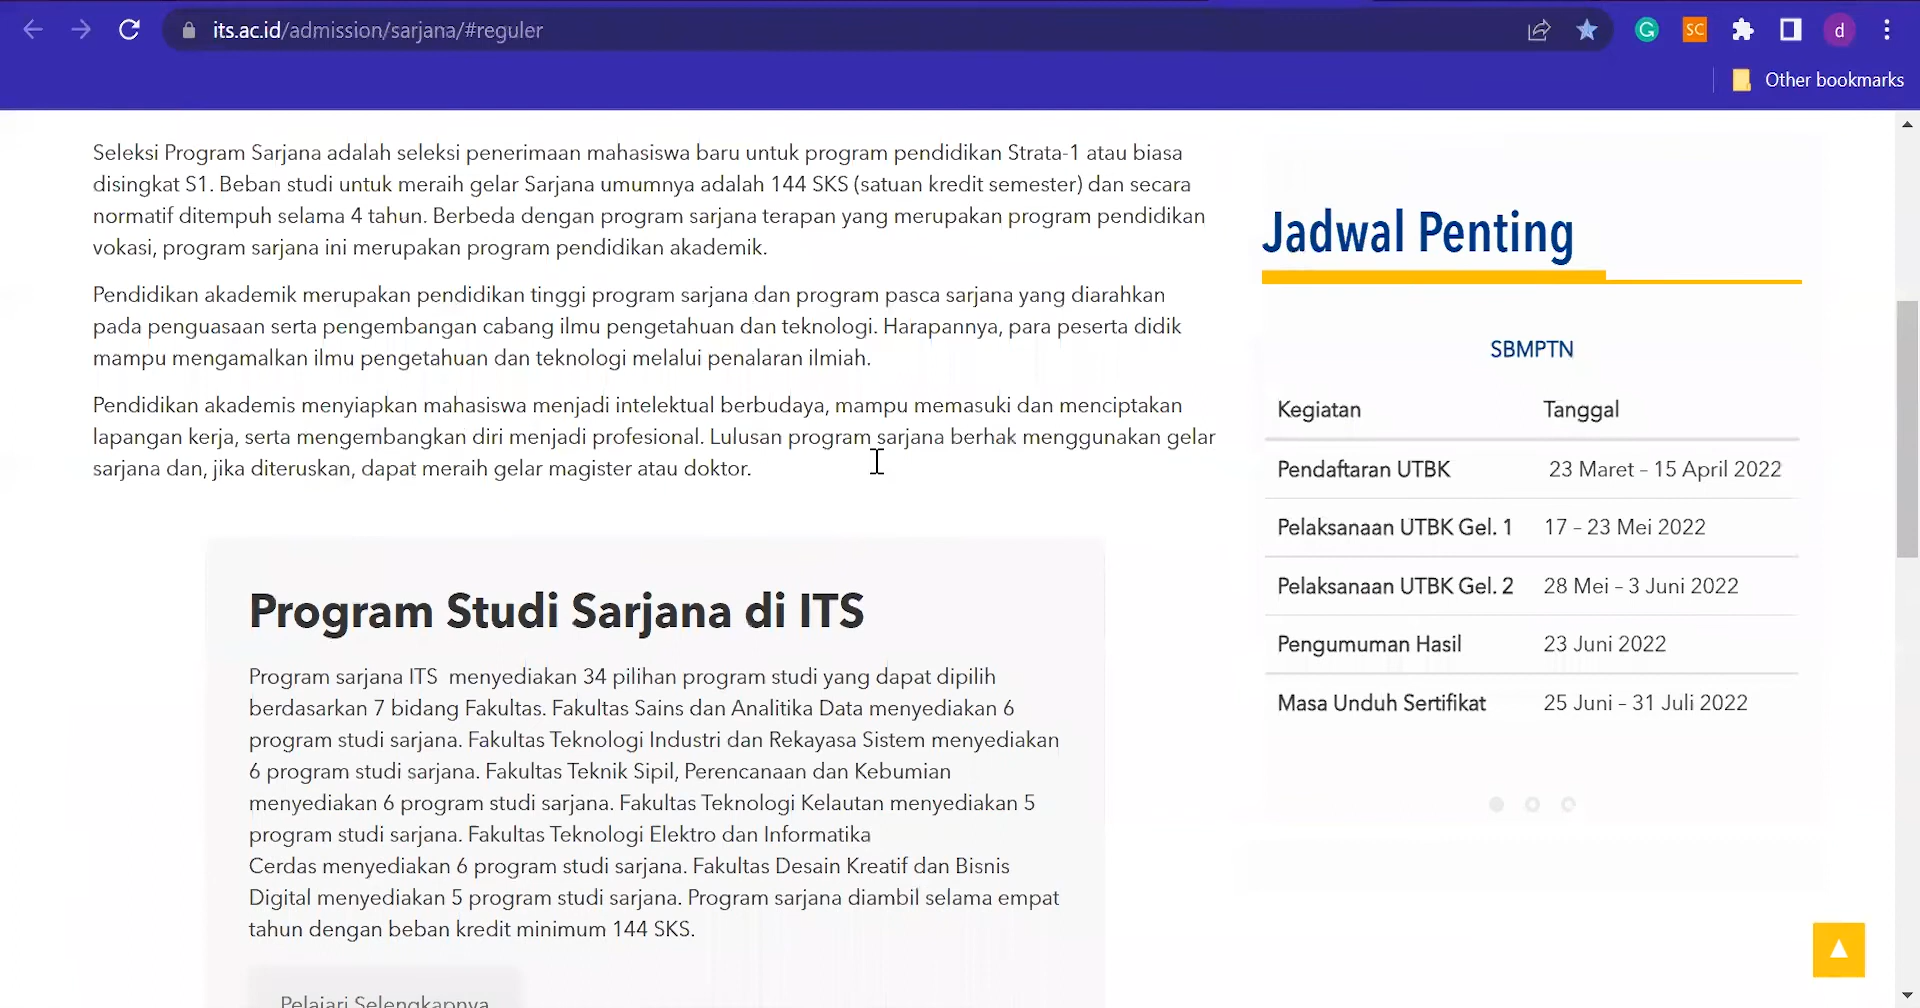 its.ac.id/admission/sarjana/#reguler
SC
d
Other bookmarks
Seleksi Program Sarjana adalah seleksi penerimaan mahasiswa baru untuk program pendidikan Strata-1 atau biasa
disingkat S1. Beban studi untuk meraih gelar Sarjana umumnya adalah 144 SKS (satuan kredit semester) dan secara
normatif ditempuh selama 4 tahun. Berbeda dengan program sarjana terapan yang merupakan program pendidikan
vokasi, program sarjana ini merupakan program pendidikan akademik.
Pendidikan akademik merupakan pendidikan tinggi program sarjana dan program pasca sarjana yang diarahkan
pada penguasaan serta pengembangan cabang ilmu pengetahuan dan teknologi. Harapannya, para peserta didik
mampu mengamalkan ilmu pengetahuan dan teknologi melalui penalaran ilmiah.
Pendidikan akademis menyiapkan mahasiswa menjadi intelektual berbudaya, mampu memasuki dan menciptakan
lapangan kerja, serta mengembangkan diri menjadi profesional. Lulusan program sarjana berhak menggunakan gelar
sarjana dan, jika diteruskan, dapat meraih gelar magister atau doktor.
Program Studi Sarjana di ITS
Program sarjana ITS menyediakan 34 pilihan program studi yang dapat dipilih
berdasarkan 7 bidang Fakultas. Fakultas Sains dan Analitika Data menyediakan 6
program studi sarjana. Fakultas Teknologi Industri dan Rekayasa Sistem menyediakan
6 program studi sarjana. Fakultas Teknik Sipil, Perencanaan dan Kebumian
menyediakan 6 program studi sarjana. Fakultas Teknologi Kelautan menyediakan 5
program studi sarjana. Fakultas Teknologi Elektro dan Informatika
Cerdas menyediakan 6 program studi sarjana. Fakultas Desain Kreatif dan Bisnis
Digital menyediakan 5 program studi sarjana. Program sarjana diambil selama empat
tahun dengan beban kredit minimum 144 SKS.
Pelajari Selengkapnya
Jadwal Penting
SBMPTN
Kegiatan Tanggal
Pendaftaran UTBK 23 Maret – 15 April 2022
Pelaksanaan UTBK Gel. 1 17 – 23 Mei 2022
Pelaksanaan UTBK Gel. 2 28 Mei – 3 Juni 2022
Pengumuman Hasil 23 Juni 2022
Masa Unduh Sertifikat 25 Juni – 31 Juli 2022